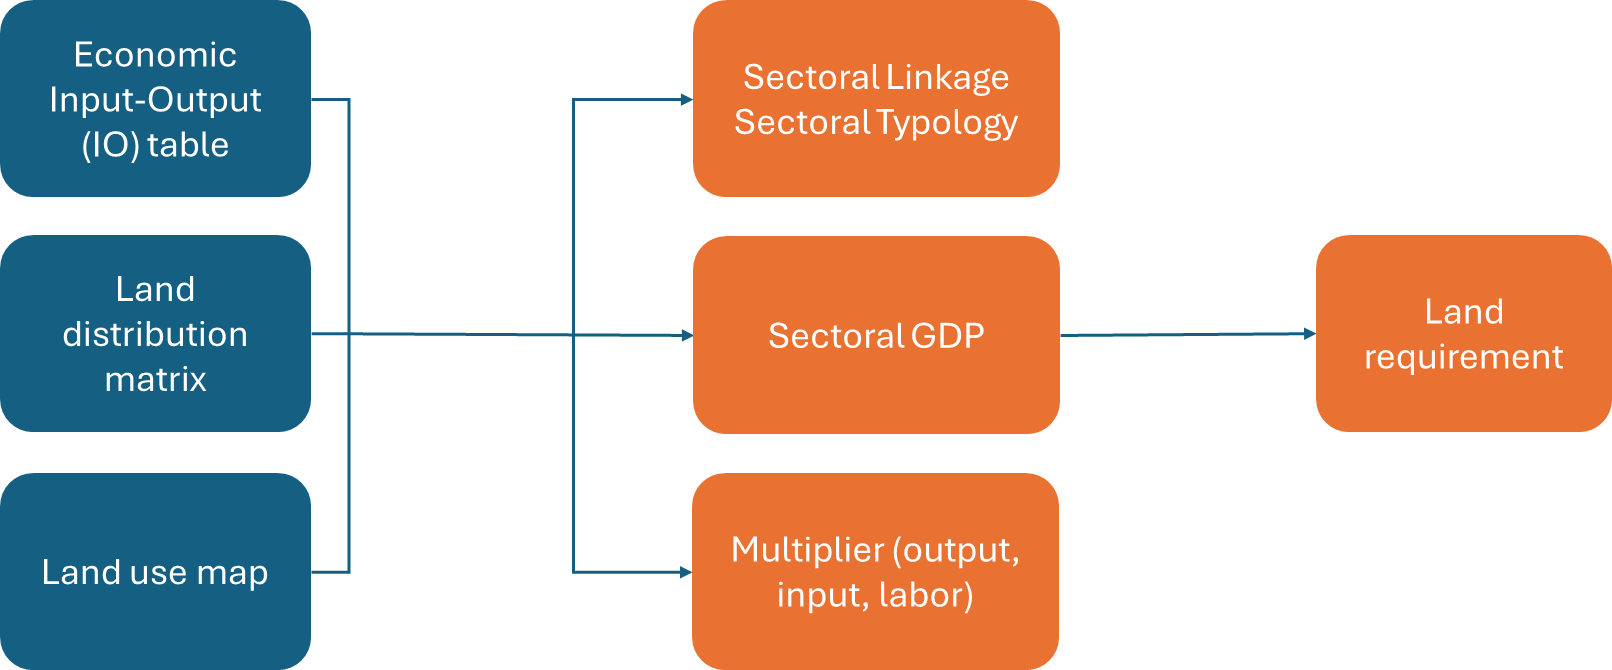 Economic
Input-Output
(IO) table
Sectoral Linkage
Sectoral Typology
Land
distribution
matrix
Sectoral GDP
Land
requirement
Land use map
Multiplier (output,
input, labor)